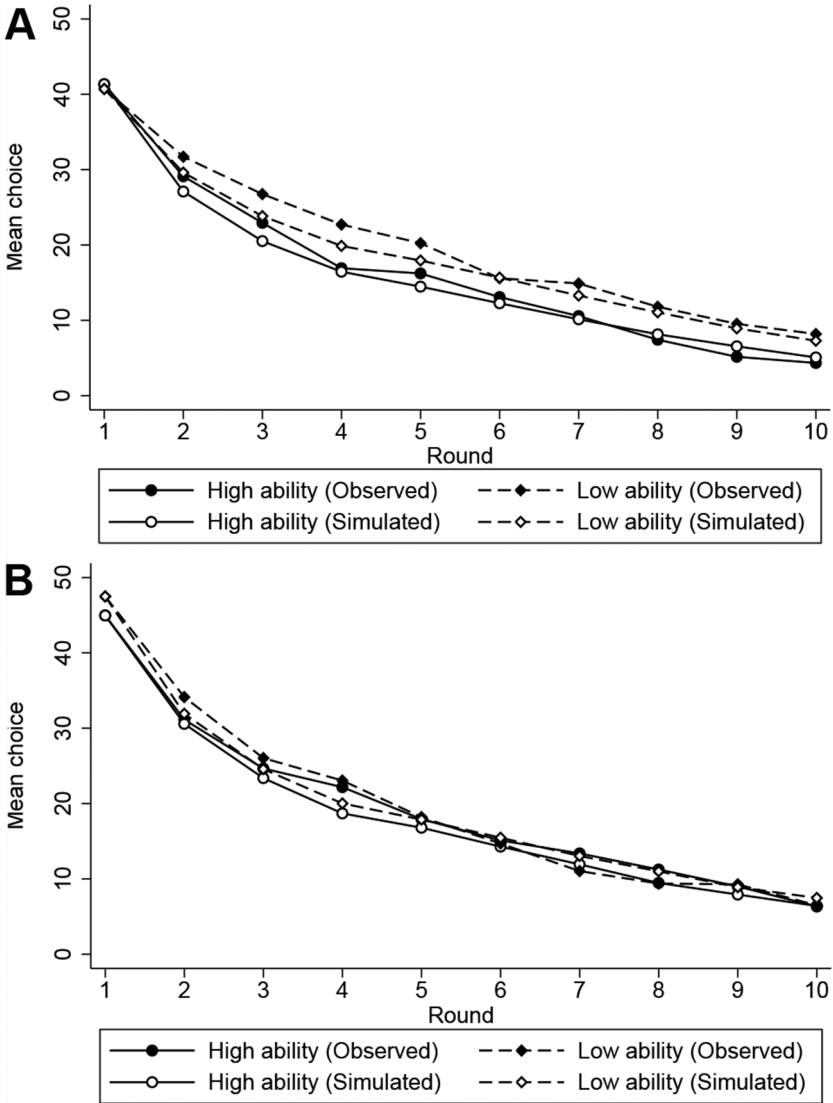 A
50
40
30
20
10
0
Mean choice
1 2 3 4 5 6 7 8 9 10
Round
High ability (Observed) Low ability (Observed)
High ability (Simulated) Low ability (Simulated)
B
50
40
30
20
10
0
Mean choice
1 2 3 4 5 6 7 8 9 10
Round
High ability (Observed) Low ability (Observed)
High ability (Simulated) Low ability (Simulated)